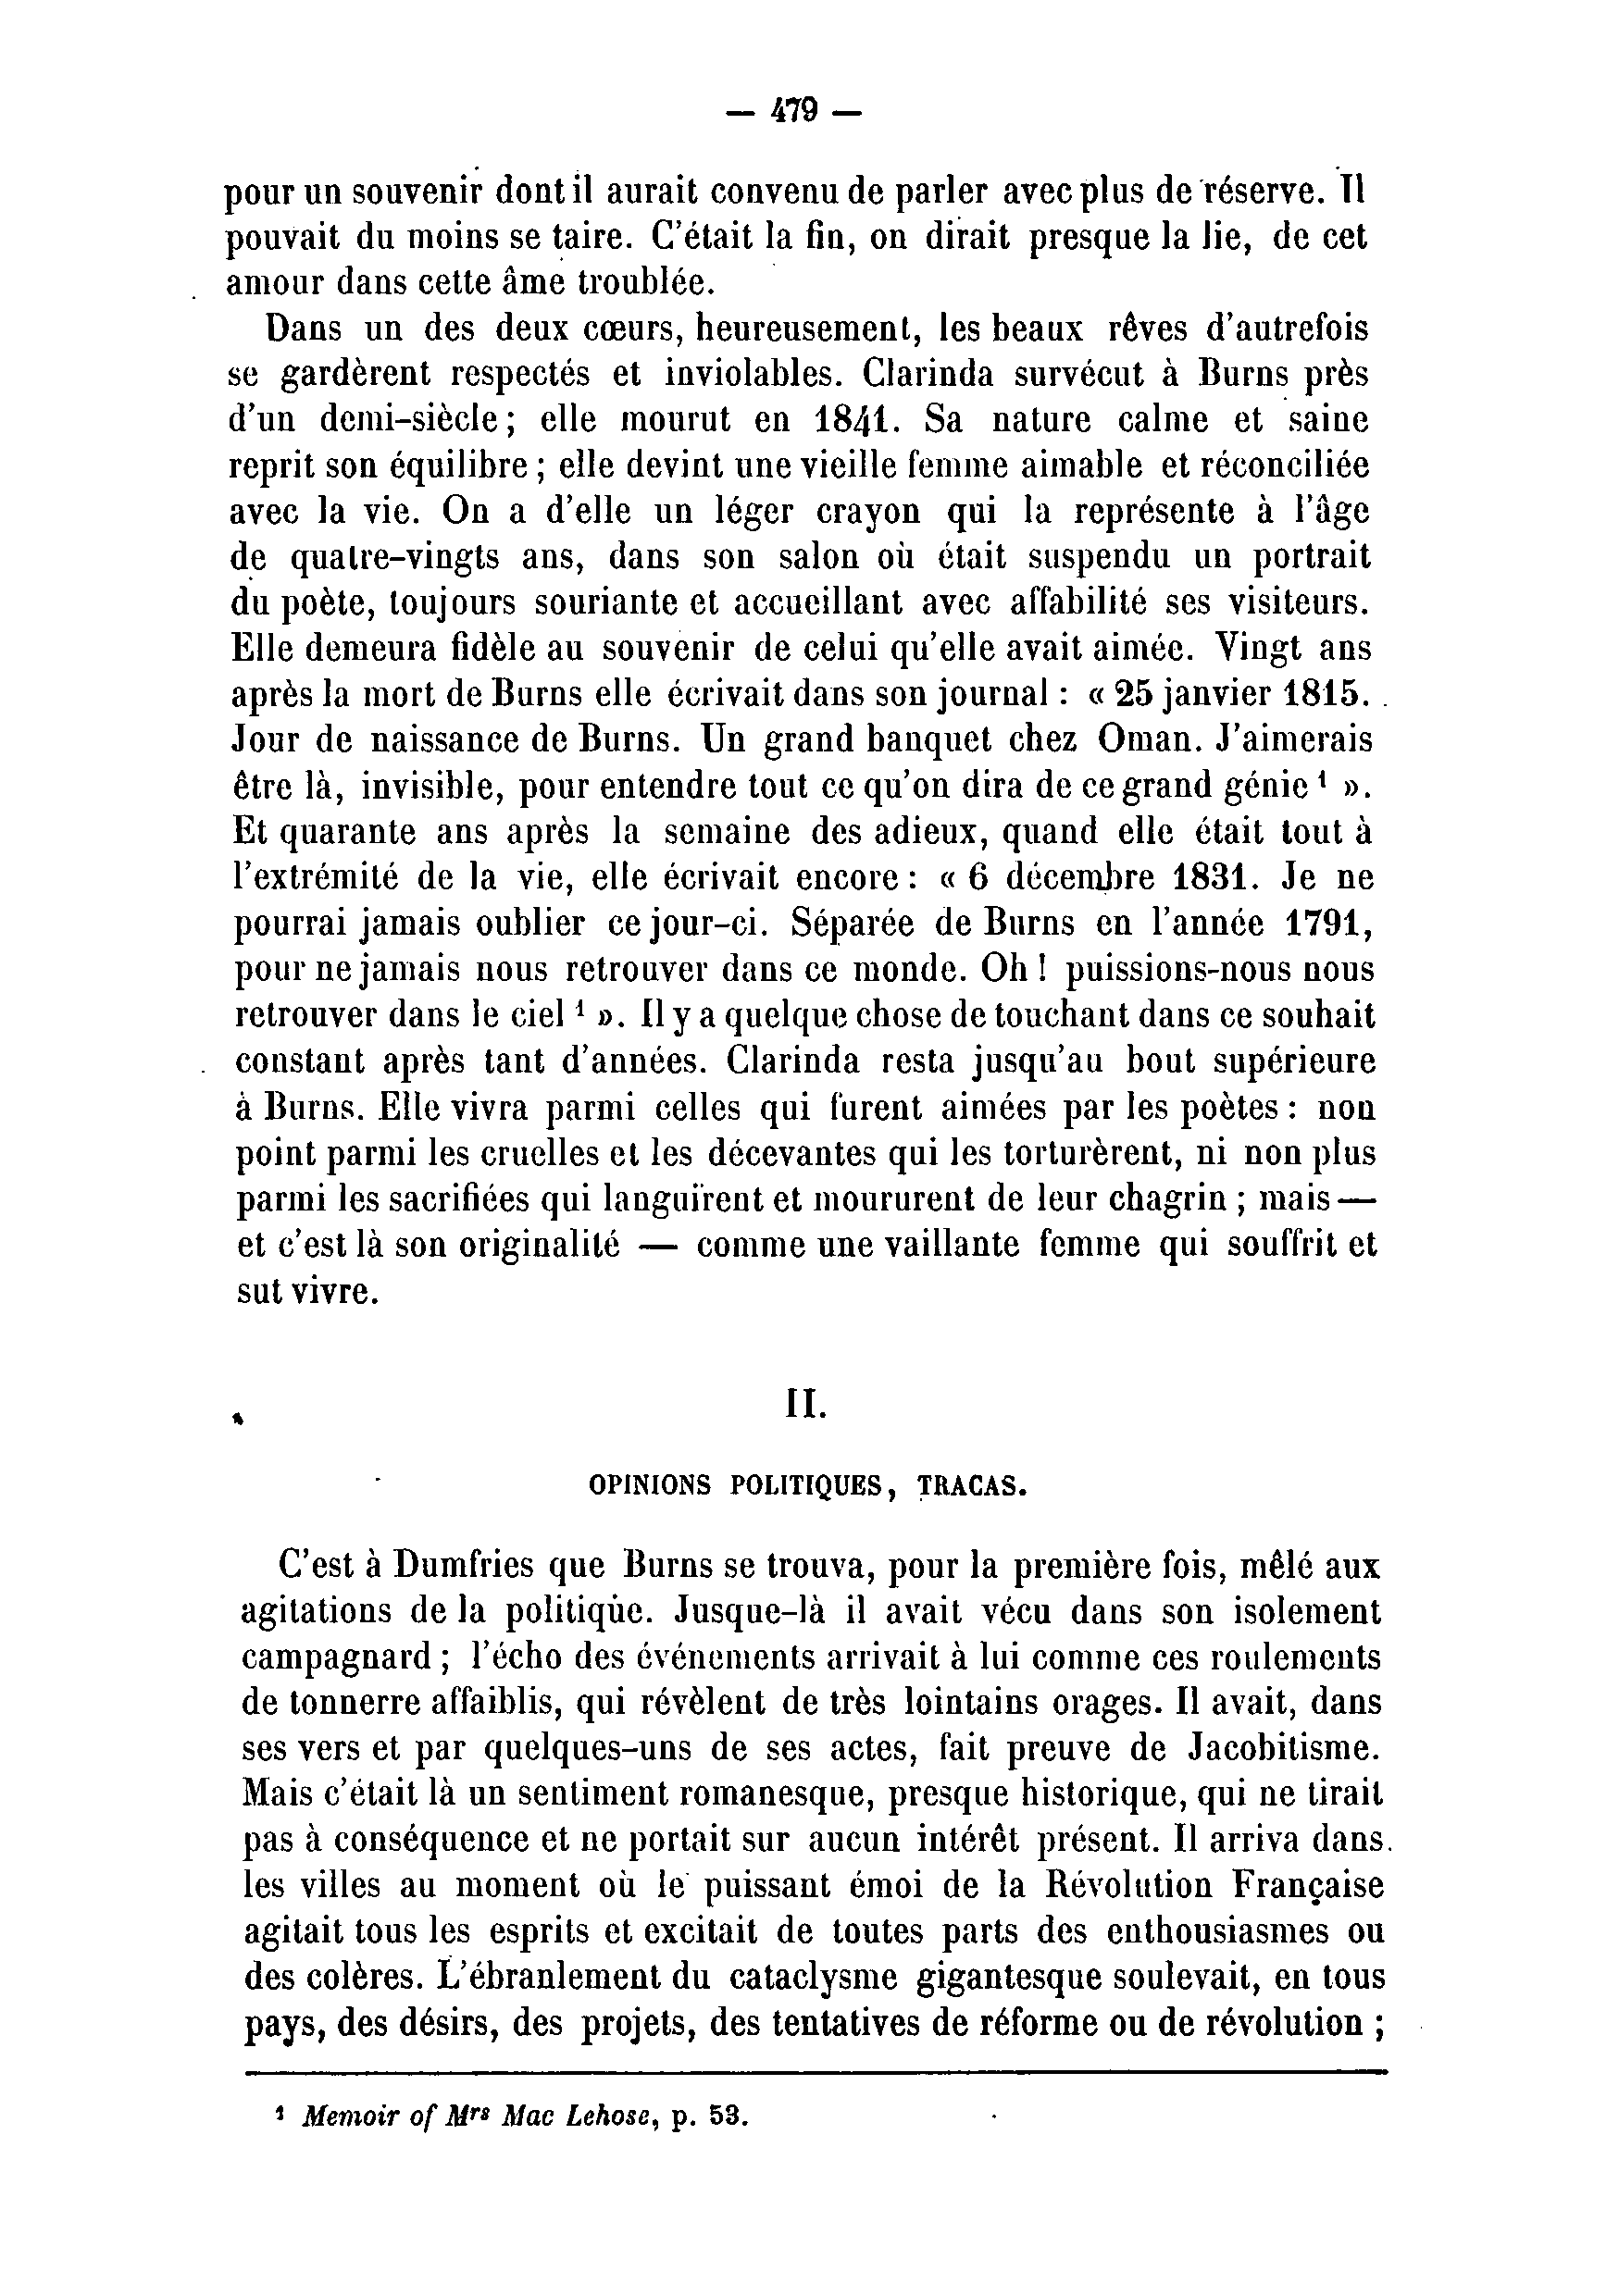 — 479 —
pour un souvenir dont il aurait convenu de parler avec plus de réserve. Il
pouvait du moins se taire. C'était la fin, on dirait presque la lie, de cet
amour dans cette âme troublée.
Dans un des deux cœurs, heureusement, les beaux rêves d'autrefois
se gardèrent respectés et inviolables. Clarinda survécut à Burns près
d'un demi-siècle ; elle mourut en 1841. Sa nature calme et saine
reprit son équilibre ; elle devint une vieille femme aimable et réconciliée
avec la vie. On a d'elle un léger crayon qui la représente à l'âge
de quatre-vingts ans, dans son salon où était suspendu un portrait
du poète, toujours souriante et accueillant avec affabilité ses visiteurs.
Elle demeura fidèle au souvenir de celui qu'elle avait aimée. Vingt ans
après la mort de Burns elle écrivait dans son journal : « 25 janvier 1815.
Jour de naissance de Burns. Un grand banquet chez Oman. J'aimerais
être là, invisible, pour entendre tout ce qu'on dira de ce grand génie ¹ ».
Et quarante ans après la semaine des adieux, quand elle était tout à
l'extrémité de la vie, elle écrivait encore : « 6 décembre 1831. Je ne
pourrai jamais oublier ce jour-ci. Séparée de Burns en l'année 1791,
pour ne jamais nous retrouver dans ce monde. Oh ! puissions-nous nous
retrouver dans le ciel ¹ ». Il y a quelque chose de touchant dans ce souhait
constant après tant d'années. Clarinda resta jusqu'au bout supérieure
à Burns. Elle vivra parmi celles qui furent aimées par les poètes : non
point parmi les cruelles et les décevantes qui les torturèrent, ni non plus
parmi les sacrifiées qui languïrent et moururent de leur chagrin ; mais —
et c'est là son originalité — comme une vaillante femme qui souffrit et
sut vivre.
II.
OPINIONS POLITIQUES, TRACAS.
C'est à Dumfries que Burns se trouva, pour la première fois, mêlé aux
agitations de la politique. Jusque-là il avait vécu dans son isolement
campagnard ; l'écho des événements arrivait à lui comme ces roulements
de tonnerre affaiblis, qui révèlent de très lointains orages. Il avait, dans
ses vers et par quelques-uns de ses actes, fait preuve de Jacobitisme.
Mais c'était là un sentiment romanesque, presque historique, qui ne tirait
pas à conséquence et ne portait sur aucun intérêt présent. Il arriva dans
les villes au moment où le puissant émoi de la Révolution Française
agitait tous les esprits et excitait de toutes parts des enthousiasmes ou
des colères. L'ébranlement du cataclysme gigantesque soulevait, en tous
pays, des désirs, des projets, des tentatives de réforme ou de révolution ;
¹ Memoir of Mrs Mac Lehose, p. 53.